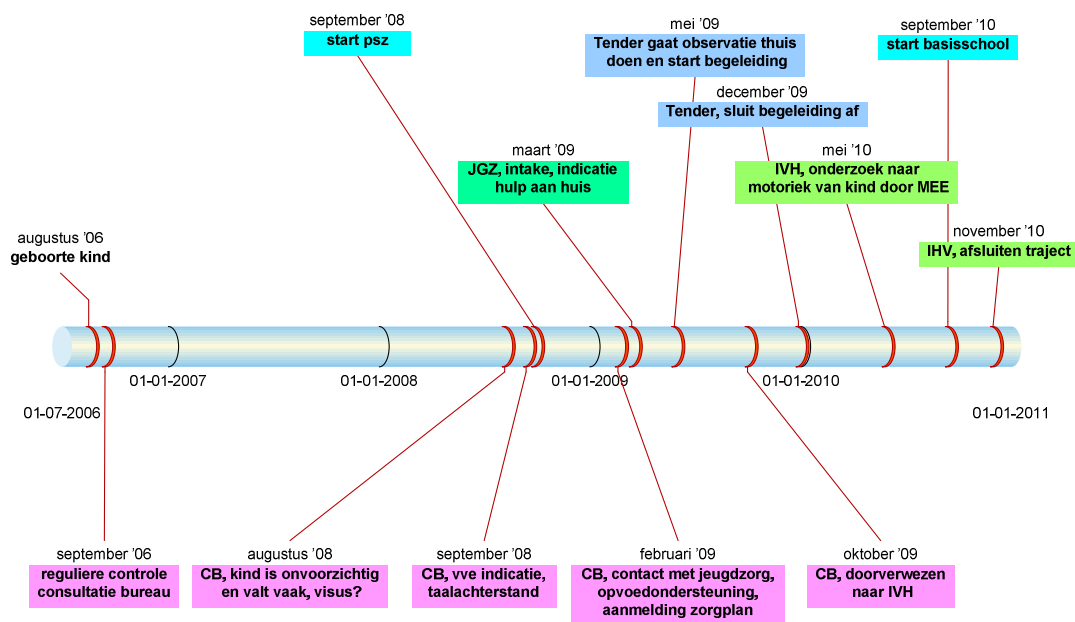 september '08
start psz
mei '09
Tender gaat observatie thuis
doen en start begeleiding
september '10
start basisschool
december '09
Tender, sluit begeleiding af
maart '09
JGZ, intake, indicatie
hulp aan huis
mei '10
IVH, onderzoek naar
motoriek van kind door MEE
augustus '06
geboorte kind
november '10
IHV, afsluiten traject
01-01-2007
01-01-2008
01-01-2009
01-01-2010
01-07-2006
01-01-2011
september '06
reguliere controle
consultatie bureau
augustus '08
CB, kind is onvoorzichtig
en valt vaak, visus?
september '08
CB, vve indicatie,
taalachterstand
februari '09
CB, contact met jeugdzorg,
opvoedondersteuning,
aanmelding zorgplan
oktober '09
CB, doorverwezen
naar IVH